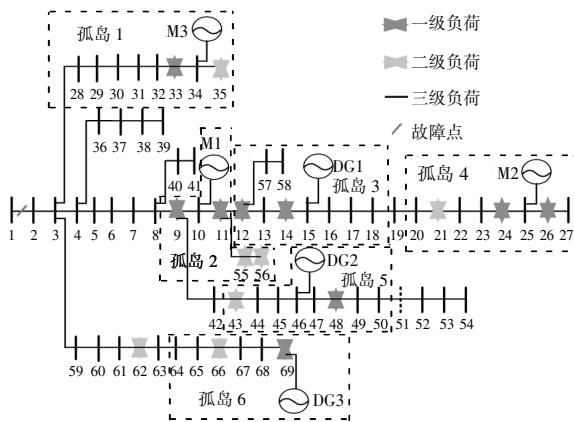 孤岛 1
M3
一级负荷
28 29 30 31 32 33 34 35
二级负荷
三级负荷
36 37 38 39
故障点
40 41
M1
57 58
DG1
孤岛 3
孤岛 4
M2
1 2 3 4 5 6 7 8 9 10 11 12 13 14 15 16 17 18 19 20 21 22 23 24 25 26 27
孤岛 2
55 56
DG2
孤岛 5
42 43 44 45 46 47 48 49 50 51 52 53 54
59 60 61 62 63 64 65 66 67 68 69
孤岛 6
DG3